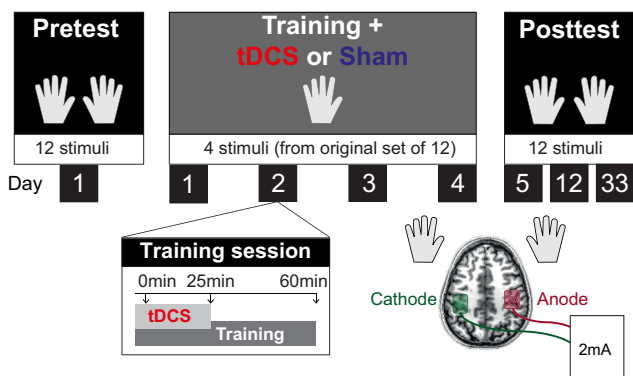 Pretest
12 stimuli
Training +
tDCS or Sham
4 stimuli (from original set of 12)
Posttest
12 stimuli
Day 1 1 2 3 4 5 12 33
Training session
0min 25min 60min
tDCS
Training
Cathode
Anode
2mA